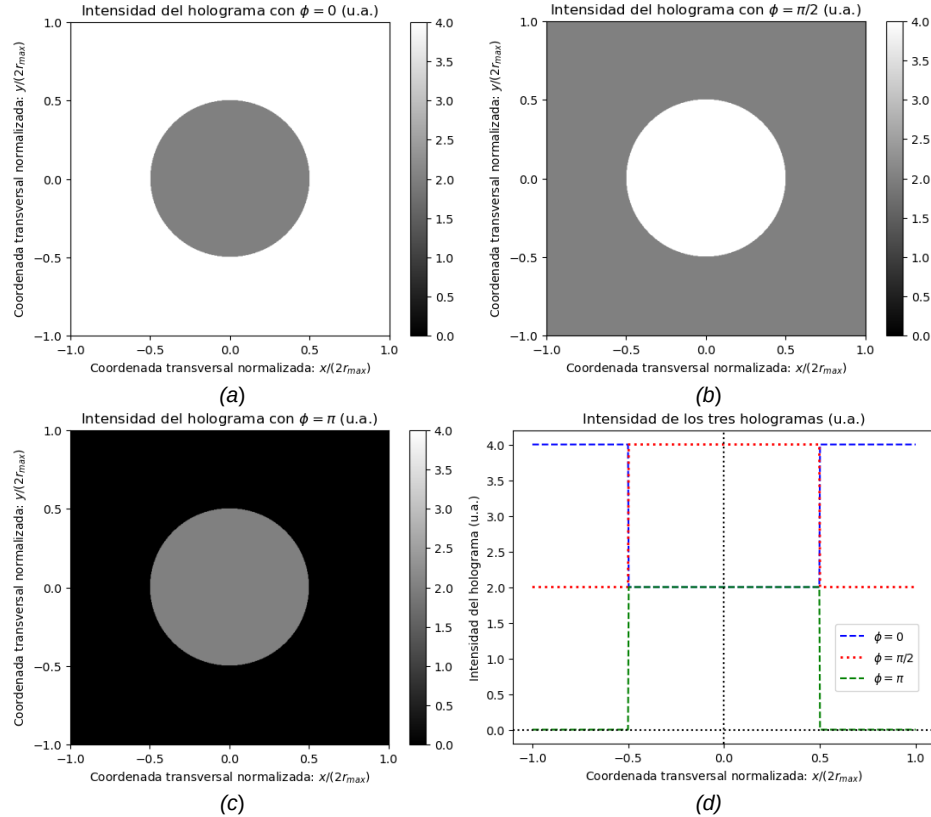 Intensidad del holograma con ϕ = 0 (u.a.)
Coordenada transversal normalizada: y/(2r_max)
1.0
0.5
0.0
−0.5
−1.0
−1.0 −0.5 0.0 0.5 1.0
Coordenada transversal normalizada: x/(2r_max)
4.0
3.5
3.0
2.5
2.0
1.5
1.0
0.5
0.0
(a)
Intensidad del holograma con ϕ = π/2 (u.a.)
Coordenada transversal normalizada: y/(2r_max)
1.0
0.5
0.0
−0.5
−1.0
−1.0 −0.5 0.0 0.5 1.0
Coordenada transversal normalizada: x/(2r_max)
4.0
3.5
3.0
2.5
2.0
1.5
1.0
0.5
0.0
(b)
Intensidad del holograma con ϕ = π (u.a.)
Coordenada transversal normalizada: y/(2r_max)
1.0
0.5
0.0
−0.5
−1.0
−1.0 −0.5 0.0 0.5 1.0
Coordenada transversal normalizada: x/(2r_max)
4.0
3.5
3.0
2.5
2.0
1.5
1.0
0.5
0.0
(c)
Intensidad de los tres hologramas (u.a.)
Intensidad del holograma (u.a.)
4.0
3.5
3.0
2.5
2.0
1.5
1.0
0.5
0.0
ϕ = 0
ϕ = π/2
ϕ = π
−1.0 −0.5 0.0 0.5 1.0
Coordenada transversal normalizada: x/(2r_max)
(d)